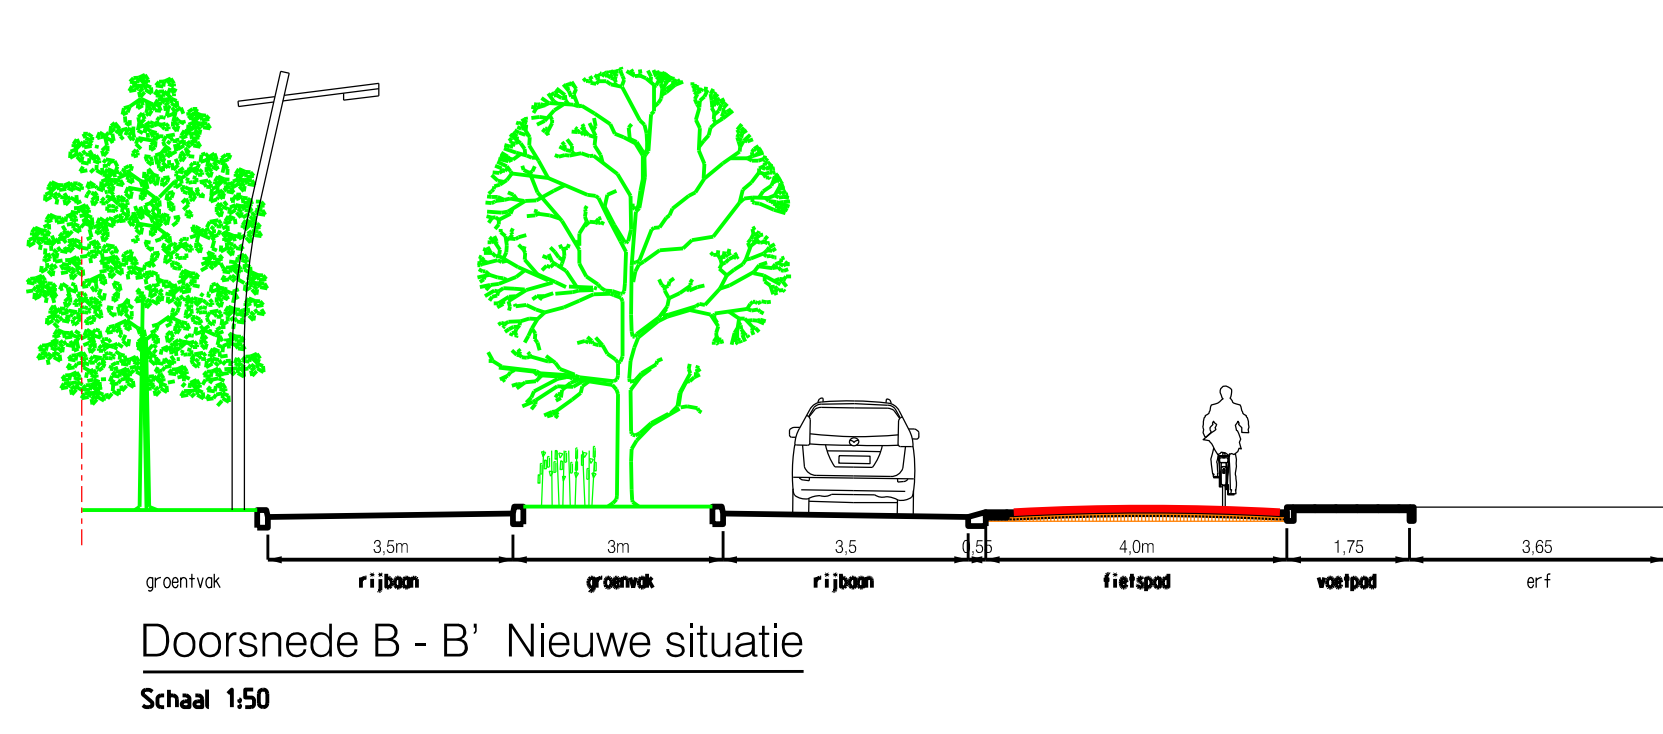 3,5m 3m 3,5 0,55 4,0m 1,75 3,65
groentvak rijbaan groenvak rijbaan fietspad voetpad erf
Doorsnede B - B’ Nieuwe situatie
Schaal 1:50